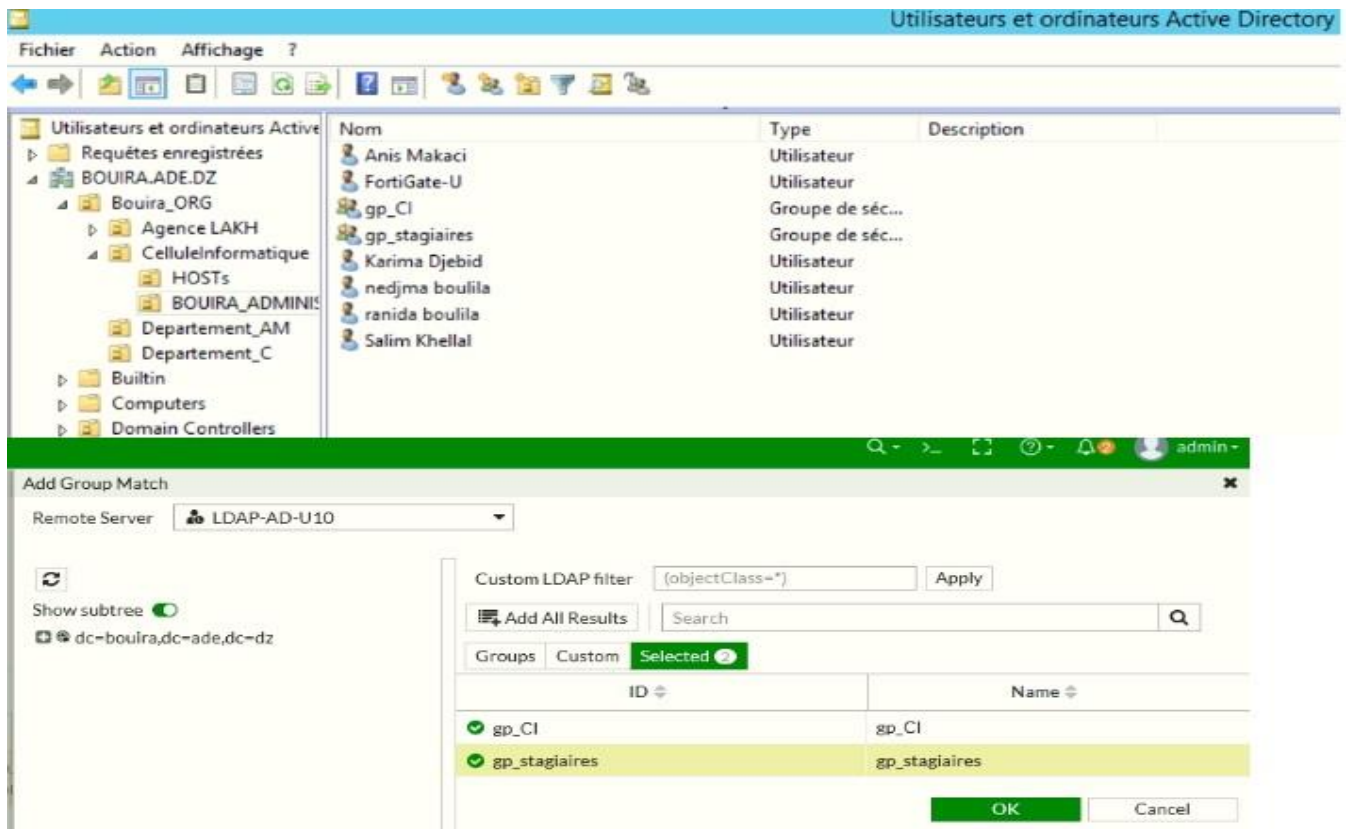 Utilisateurs et ordinateurs Active Directory
Fichier Action Affichage ?
Utilisateurs et ordinateurs Active
Requêtes enregistrées
BOUIRA.ADE.DZ
Bouira_ORG
Agence LAKH
CelluleInformatique
HOSTs
BOUIRA_ADMINIS
Departement_AM
Departement_C
Builtin
Computers
Domain Controllers
Nom Type Description
Anis Makaci Utilisateur
FortiGate-U Utilisateur
gp_CI Groupe de séc...
gp_stagiaires Groupe de séc...
Karima Djebid Utilisateur
nedjma boulila Utilisateur
ranida boulila Utilisateur
Salim Khellal Utilisateur
>_ admin
Add Group Match
Remote Server LDAP-AD-U10
Show subtree
dc=bouira,dc=ade,dc=dz
Custom LDAP filter (objectClass=*) Apply
Add All Results Search
Groups Custom Selected 2
ID Name
gp_CI gp_CI
gp_stagiaires gp_stagiaires
OK Cancel